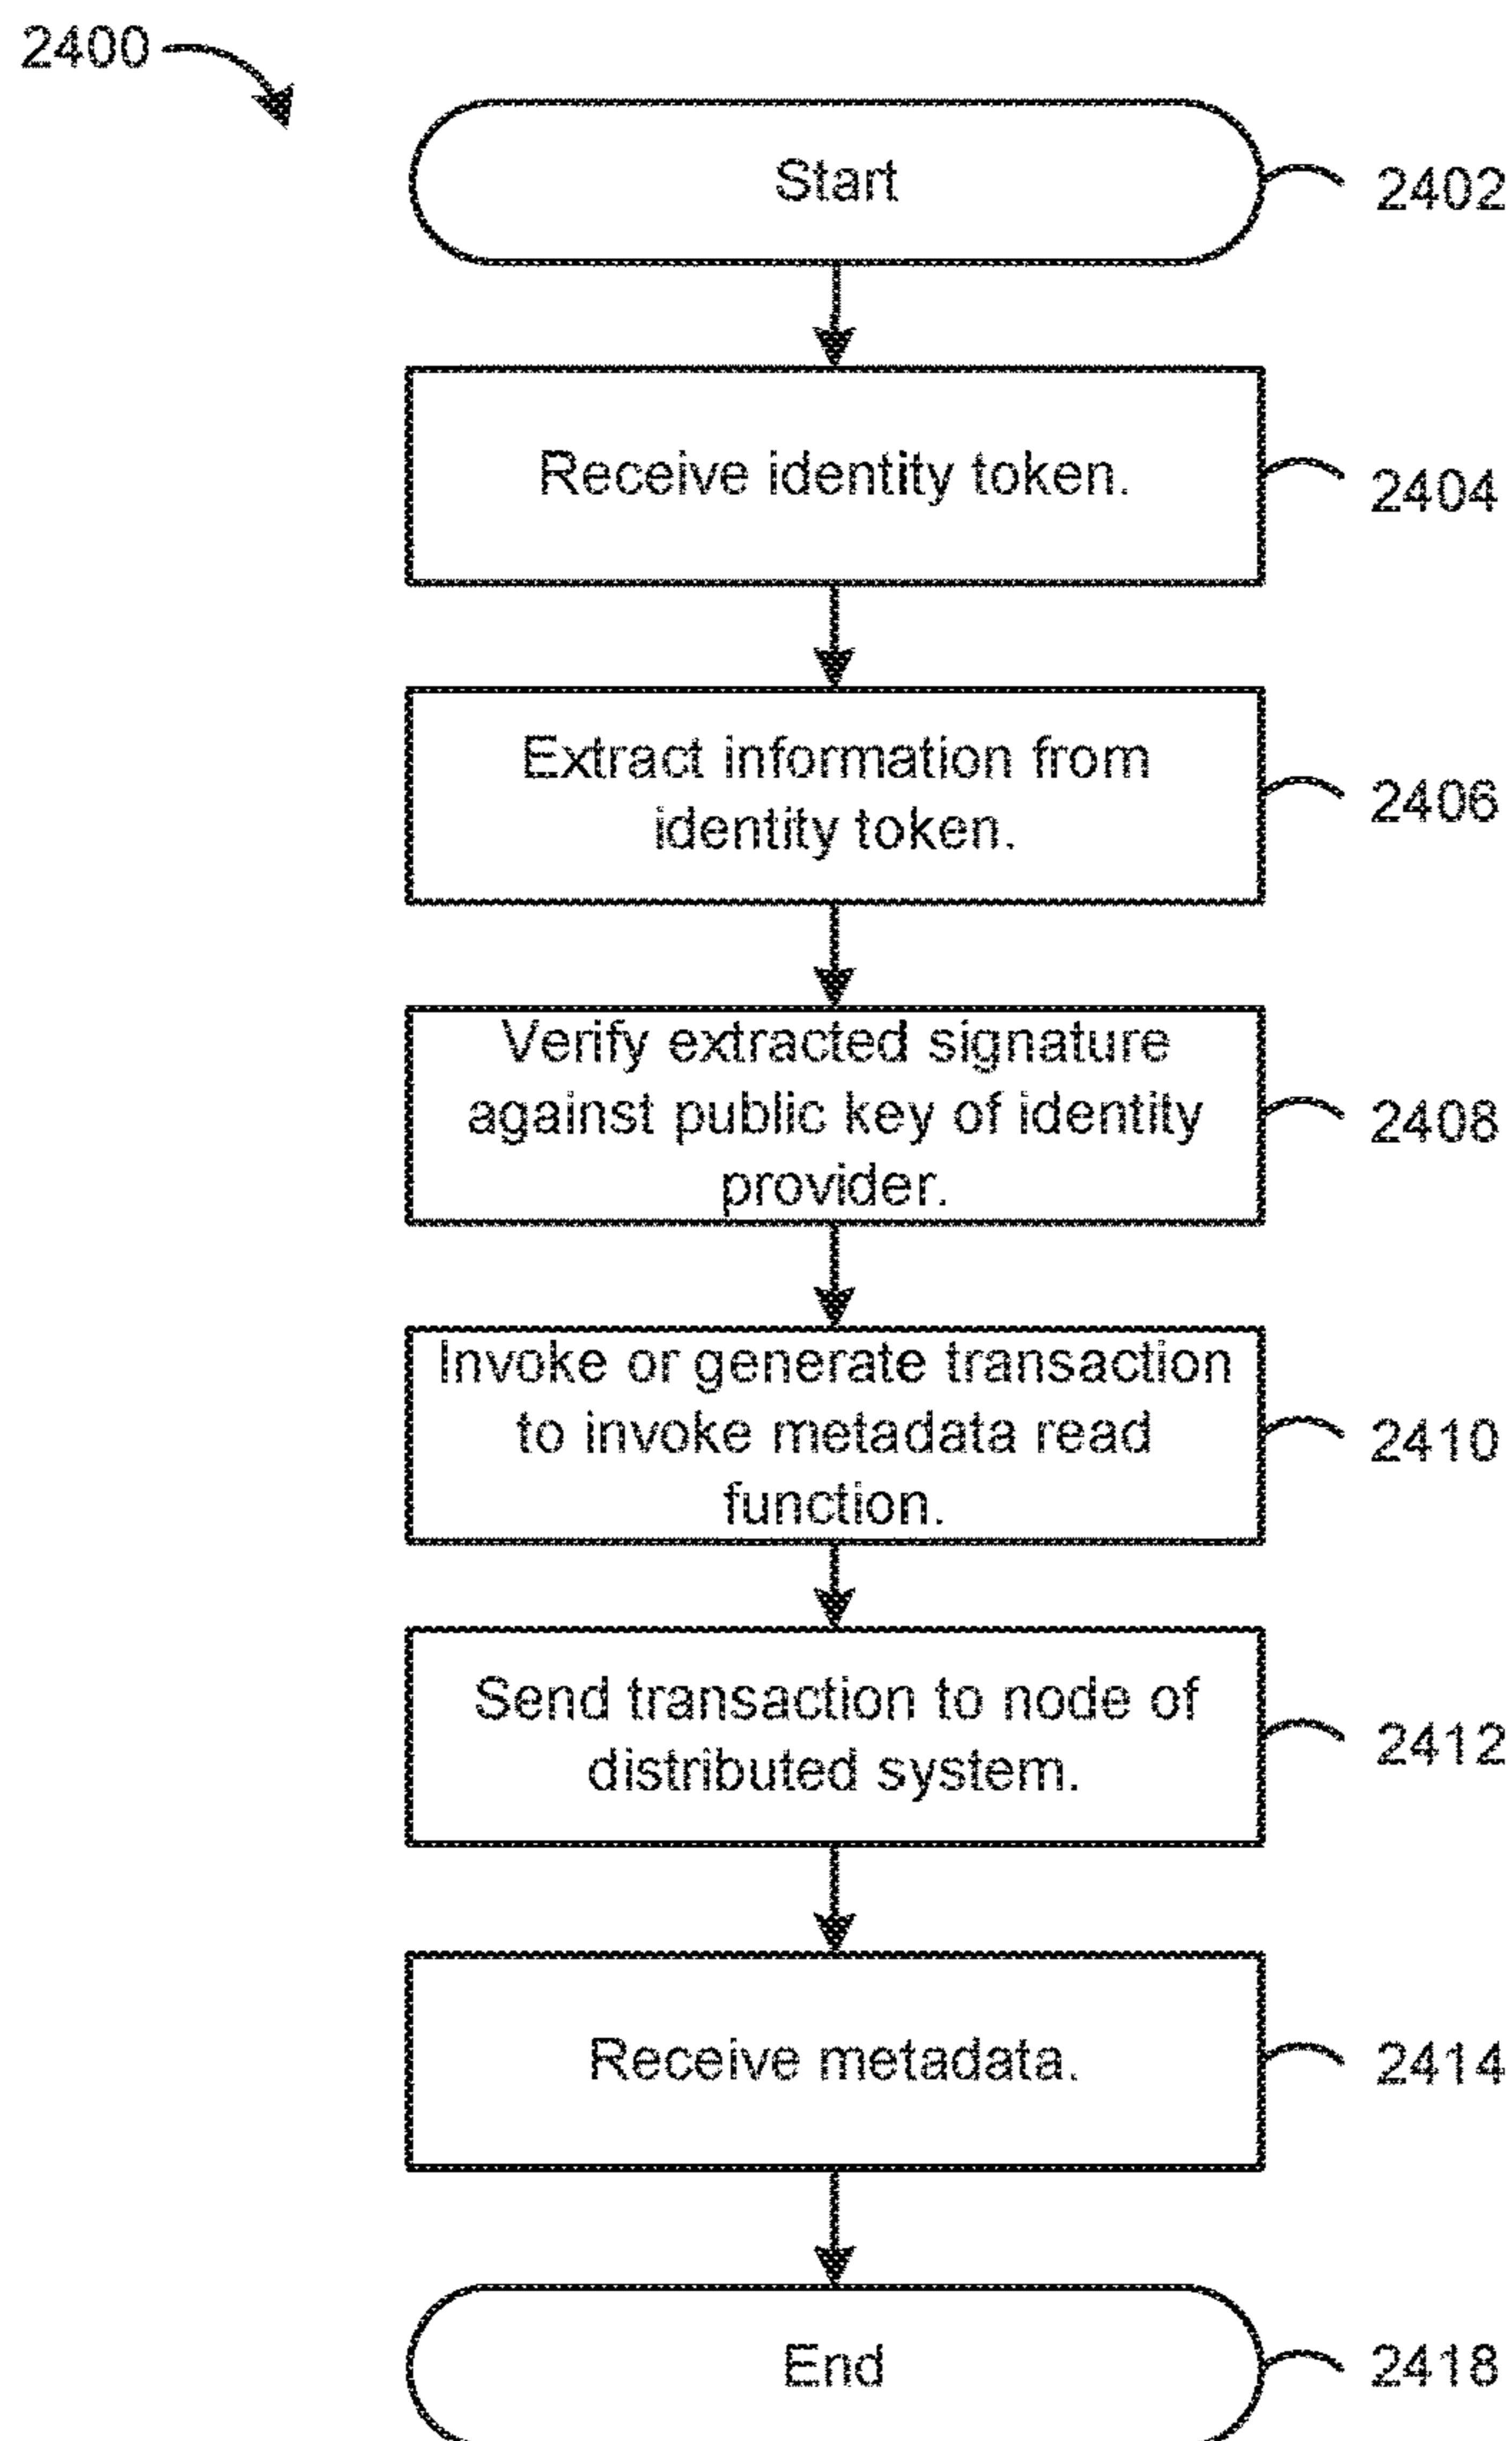 2400
Start
2402
Receive identity token.
2404
Extract information from
identity token.
2406
Verify extracted signature
against public key of identity
provider.
2408
Invoke or generate transaction
to invoke metadata read
function.
2410
Send transaction to node of
distributed system.
2412
Receive metadata.
2414
End
2418